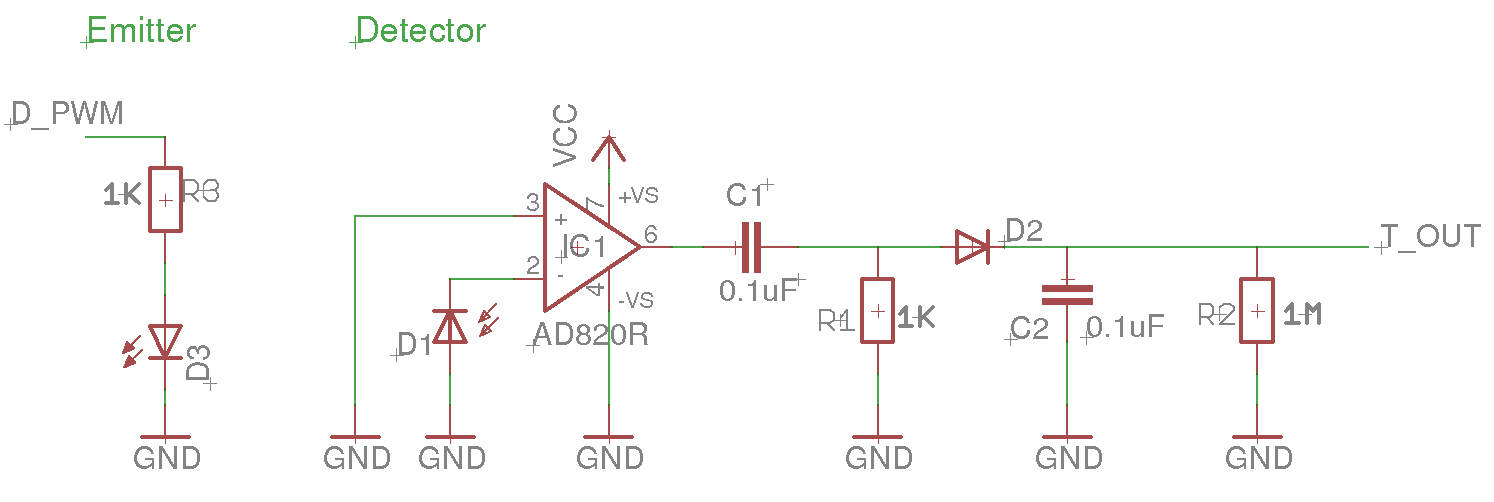 Emitter
Detector
D_PWM
1K
R3
D3
GND
GND
D1
GND
VCC
3
+
7
+VS
IC1
6
2
-
4
-VS
AD820R
GND
C1
0.1uF
R1
1K
GND
D2
C2
0.1uF
GND
R2
1M
GND
T_OUT